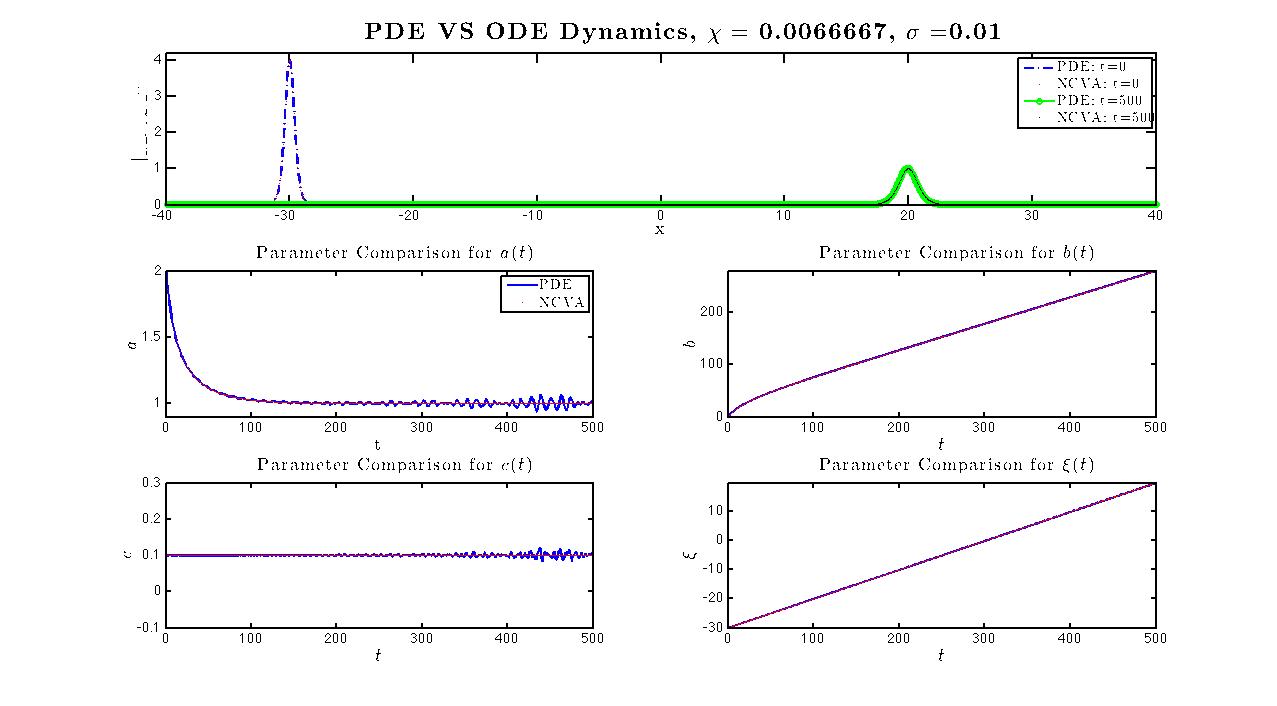 PDE VS ODE Dynamics, χ = 0.0066667, σ =0.01
4
3
2
1
0
PDE: t=0
NCVA: t=0
PDE: t=500
NCVA: t=500
-40 -30 -20 -10 0 10 20 30 40
x
Parameter Comparison for a(t)
2
1.5
1
a
PDE
NCVA
0 100 200 300 400 500
t
Parameter Comparison for b(t)
200
100
0
b
0 100 200 300 400 500
t
Parameter Comparison for c(t)
0.3
0.2
0.1
0
-0.1
c
0 100 200 300 400 500
t
Parameter Comparison for ξ(t)
10
0
-10
-20
-30
ξ
0 100 200 300 400 500
t